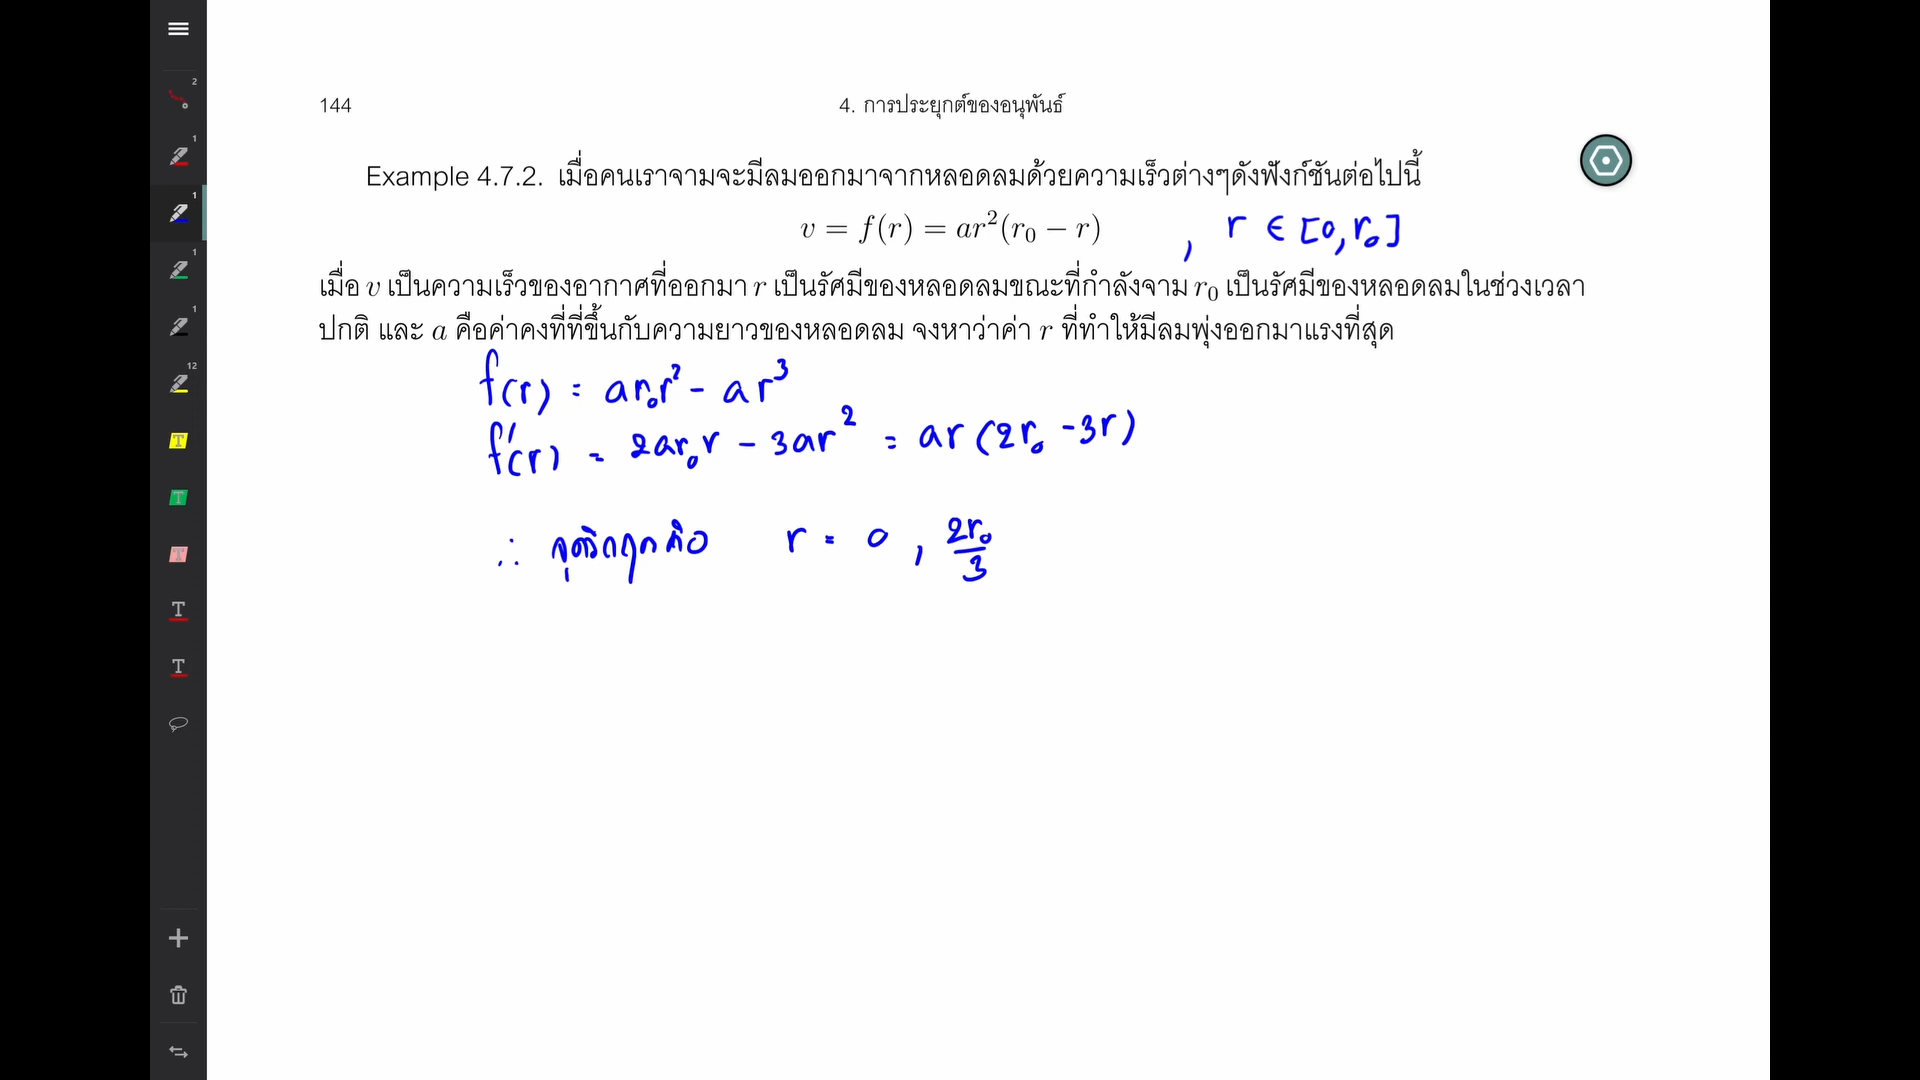 144
4. การประยุกต์ของอนุพันธ์
Example 4.7.2. เมื่อคนเราจามจะมีลมออกมาจากหลอดลมด้วยความเร็วต่างๆดังฟังก์ชันต่อไปนี้
v = f(r) = ar²(r₀ − r) , r ∈ [0, r₀]
เมื่อ v เป็นความเร็วของอากาศที่ออกมา r เป็นรัศมีของหลอดลมขณะที่กำลังจาม r₀ เป็นรัศมีของหลอดลมในช่วงเวลา
ปกติ และ a คือค่าคงที่ที่ขึ้นกับความยาวของหลอดลม จงหาว่าค่า r ที่ทำให้มีลมพุ่งออกมาแรงที่สุด
f(r) = ar₀r² - ar³
f'(r) = 2ar₀r - 3ar² = ar(2r₀ - 3r)
∴ จุดวิกฤตคือ r = 0, 2r₀/3
2
1
1
1
1
12
T
T
T
T
T